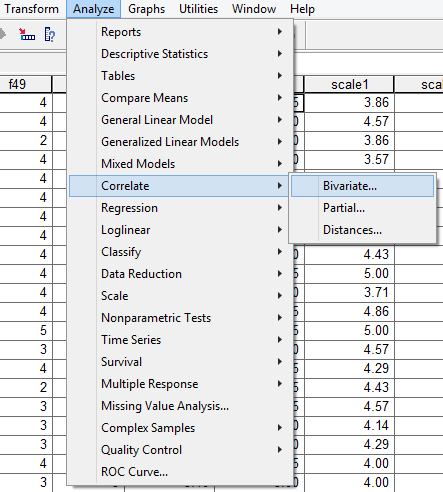 Transform Analyze Graphs Utilities Window Help
f49 scale1 scal
Reports
Descriptive Statistics
Tables
Compare Means
General Linear Model
Generalized Linear Models
Mixed Models
Correlate
Regression
Loglinear
Classify
Data Reduction
Scale
Nonparametric Tests
Time Series
Survival
Multiple Response
Missing Value Analysis...
Complex Samples
Quality Control
ROC Curve...
Bivariate...
Partial...
Distances...
4 3.86
4 4.57
2 3.86
4 3.57
4
4
4
4 4.43
4 5.00
4 3.71
4 4.86
5 5.00
3 4.57
4 4.29
2 4.43
3 4.57
3 4.14
3 4.29
4 4.00
3 4.00